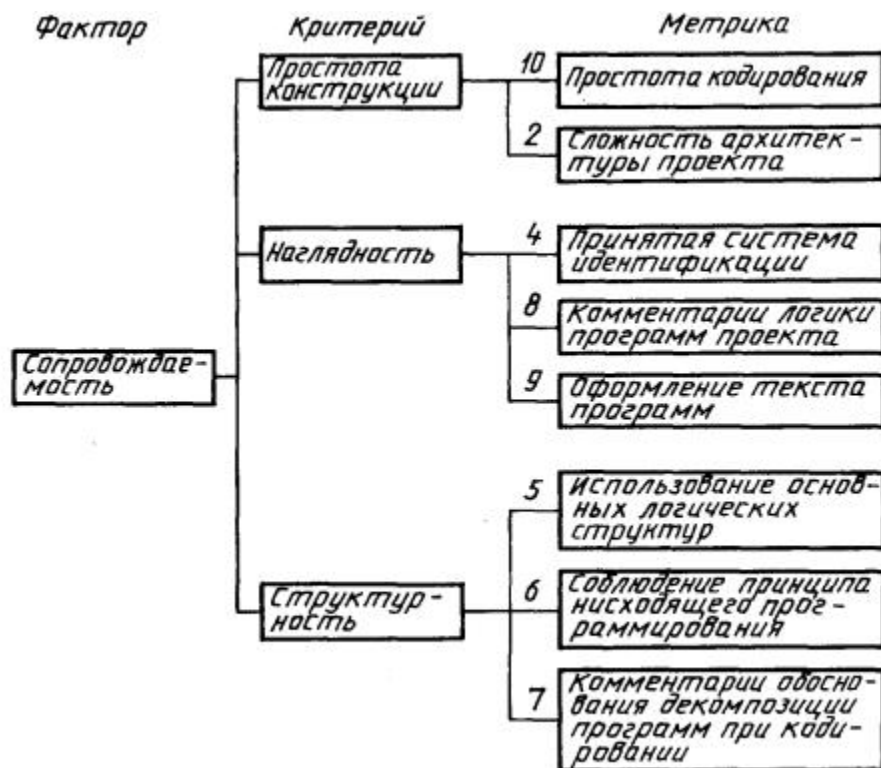 Фактор Критерий Метрика
Простота
конструкции
10
Простота кодирования
2
Сложность архитек-
туры проекта
Наглядность
4
Принятая система
идентификации
8
Комментарии логики
программ проекта
Сопровождае-
мость
9
Оформление текста
программ
5
Использование основ-
ных логических
структур
Структур-
ность
6
Соблюдение принципа
нисходящего прог-
раммирования
7
Комментарии обосно-
вания декомпозиции
программ при коди-
ровании